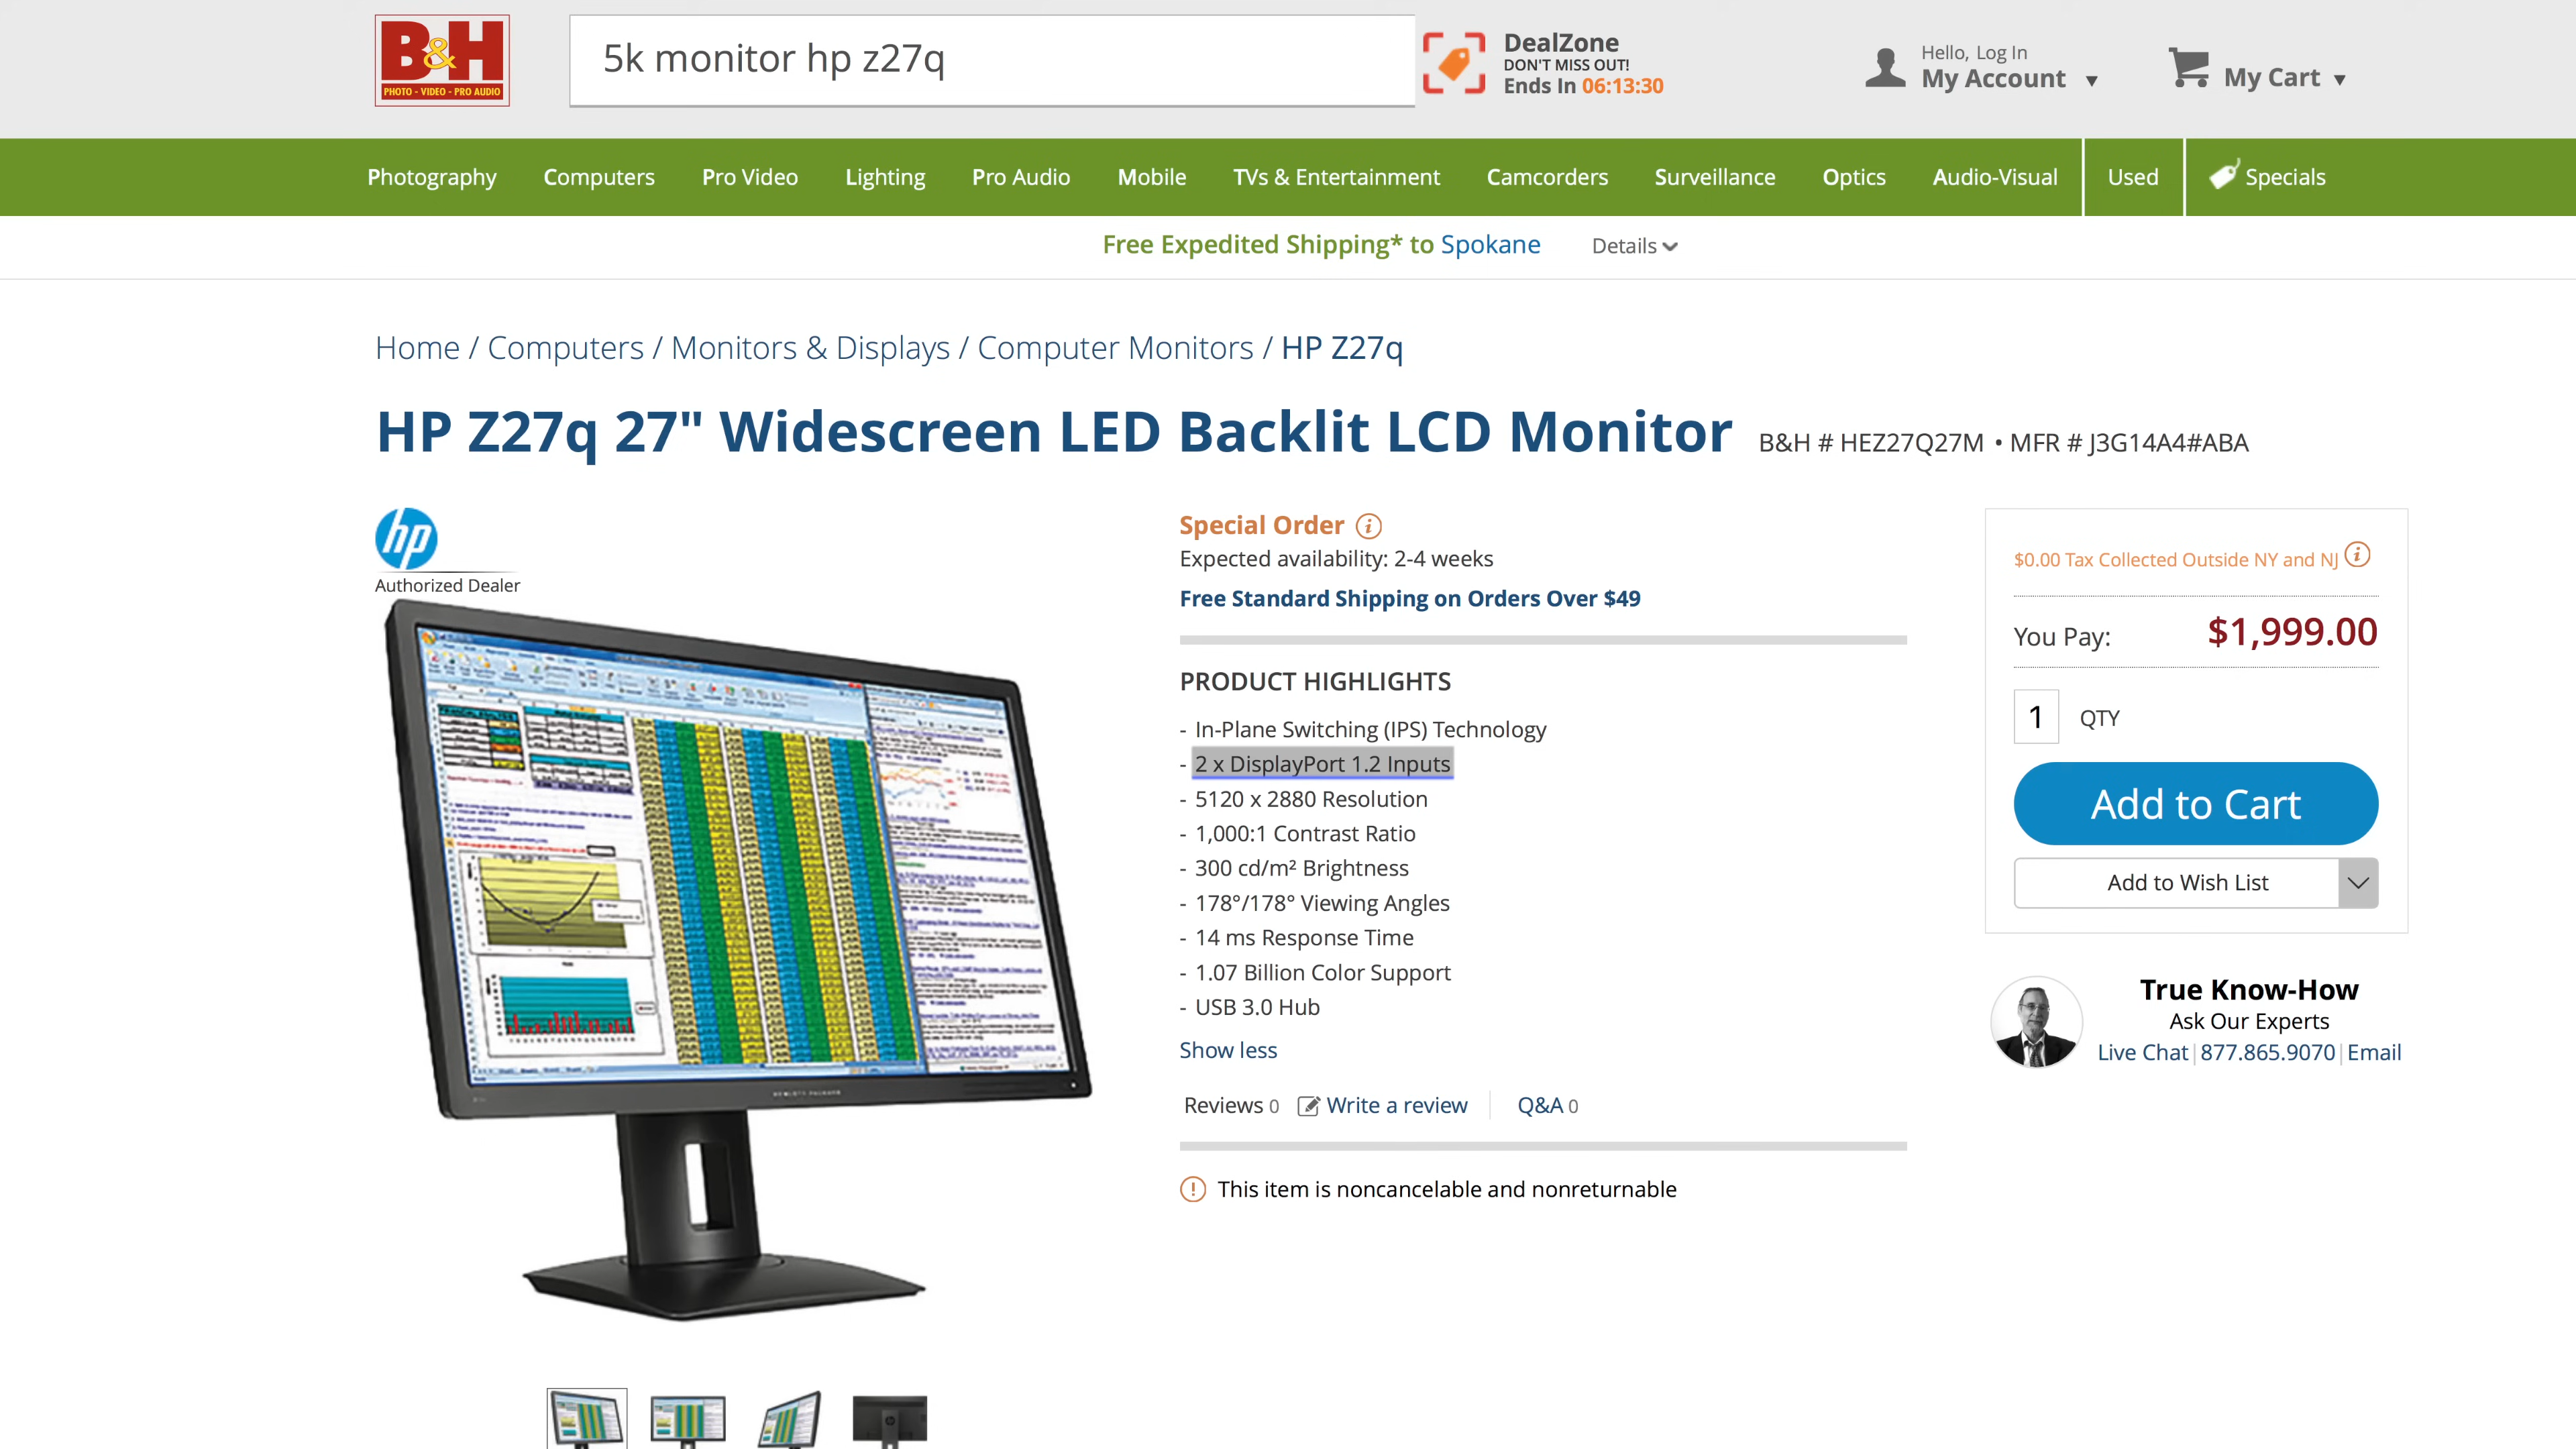 B&H
PHOTO - VIDEO - PRO AUDIO
5k monitor hp z27q
DealZone
DON'T MISS OUT!
Ends In 06:13:30
Hello, Log In
My Account ▼
My Cart ▼
Photography Computers Pro Video Lighting Pro Audio Mobile TVs & Entertainment Camcorders Surveillance Optics Audio-Visual Used Specials
Free Expedited Shipping* to Spokane Details
Home / Computers / Monitors & Displays / Computer Monitors / HP Z27q
HP Z27q 27" Widescreen LED Backlit LCD Monitor B&H # HEZ27Q27M • MFR # J3G14A4#ABA
hp
Authorized Dealer
Special Order
Expected availability: 2-4 weeks
Free Standard Shipping on Orders Over $49
PRODUCT HIGHLIGHTS
- In-Plane Switching (IPS) Technology
- 2 x DisplayPort 1.2 Inputs
- 5120 x 2880 Resolution
- 1,000:1 Contrast Ratio
- 300 cd/m² Brightness
- 178°/178° Viewing Angles
- 14 ms Response Time
- 1.07 Billion Color Support
- USB 3.0 Hub
Show less
Reviews 0 Write a review Q&A 0
This item is noncancelable and nonreturnable
$0.00 Tax Collected Outside NY and NJ
You Pay: $1,999.00
1 QTY
Add to Cart
Add to Wish List
True Know-How
Ask Our Experts
Live Chat | 877.865.9070 | Email